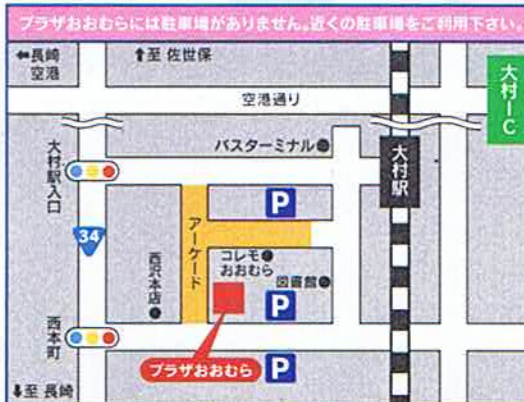 プラザおおむらには駐車場がありません。近くの駐車場をご利用下さい。
←長崎空港
↑至 佐世保
大村IC
空港通り
バスターミナル
大村駅
大村駅入口
P
34
アーケード
コレモおおむら
西沢本店
図書館
P
西本町
プラザおおむら
P
↓至 長崎